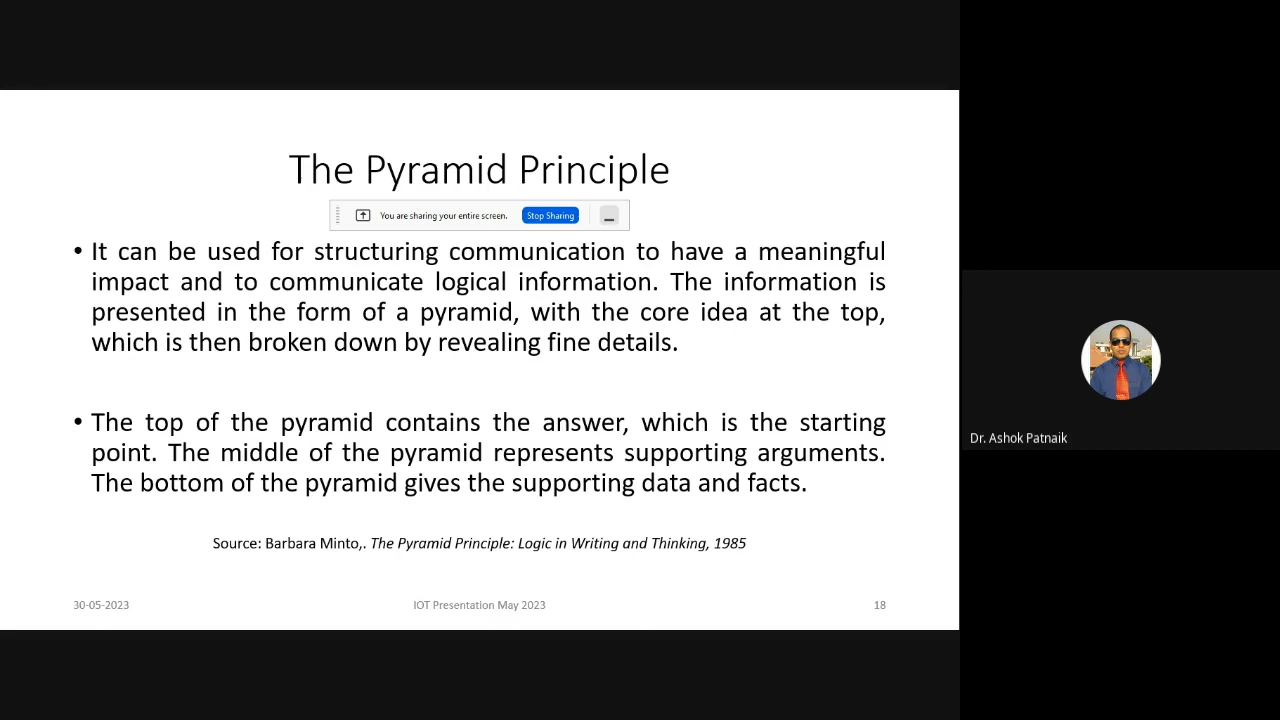 The Pyramid Principle
You are sharing your entire screen. Stop Sharing
• It can be used for structuring communication to have a meaningful
impact and to communicate logical information. The information is
presented in the form of a pyramid, with the core idea at the top,
which is then broken down by revealing fine details.
• The top of the pyramid contains the answer, which is the starting
point. The middle of the pyramid represents supporting arguments.
The bottom of the pyramid gives the supporting data and facts.
Source: Barbara Minto,. The Pyramid Principle: Logic in Writing and Thinking, 1985
30-05-2023 IOT Presentation May 2023 18
Dr. Ashok Patnaik